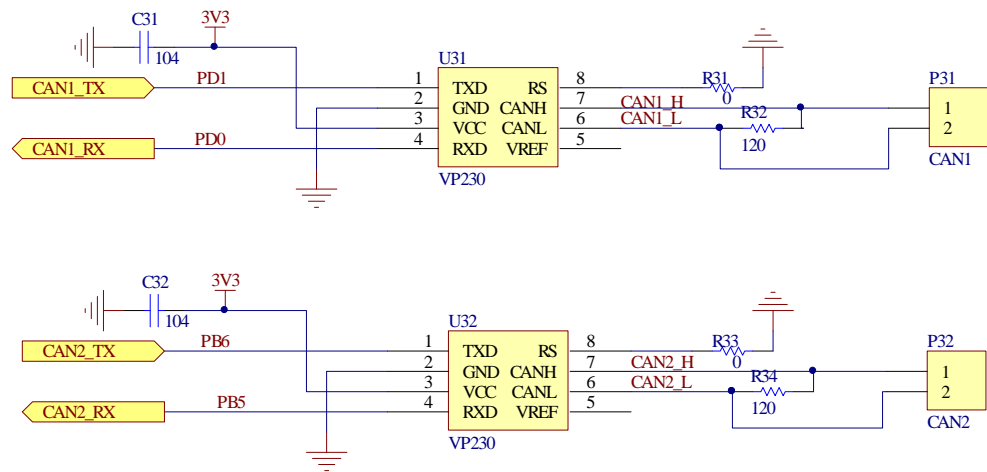 C31
3V3
104
U31
CAN1_TX
PD1
1
TXD
RS
8
R31
0
P31
2
GND
CANH
7
CAN1_H
1
3
VCC
CANL
6
CAN1_L
R32
120
2
CAN1_RX
PD0
4
RXD
VREF
5
VP230
CAN1
C32
3V3
104
U32
CAN2_TX
PB6
1
TXD
RS
8
R33
0
P32
2
GND
CANH
7
CAN2_H
1
3
VCC
CANL
6
CAN2_L
R34
120
2
CAN2_RX
PB5
4
RXD
VREF
5
VP230
CAN2